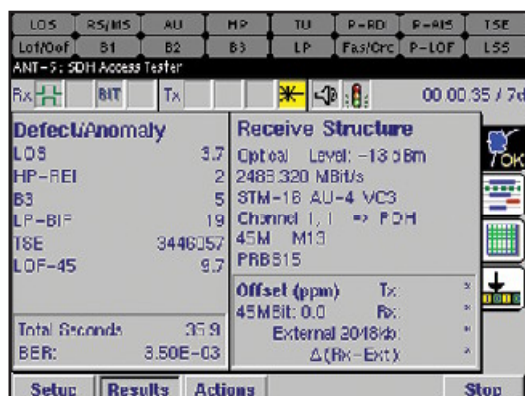 LOS RS/MS AU HP TU P-RDI P-AIS TSE
Lof/Oof B1 B2 B3 LP Fas/Crc P-LOF LSS
ANT-5: SDH Access Tester
Rx BIT Tx 00:00:35 / 7d
Defect/Anomaly
LOS 3.7
HP-REI 2
B3 5
LP-BIP 19
TSE 3446057
LOF-45 9.7
Total Seconds 35.9
BER: 3.50E-03
Receive Structure
Optical Level: -13 dBm
2488.320 MBit/s
STM-16 AU-4 VC3
Channel 1, 1 => PDH
45M M13
PRBS15
Offset (ppm) Tx: *
45MBit: 0.0 Rx: *
External 2048kb: *
Δ(Rx-Ext): *
OK
Setup Results Actions Stop